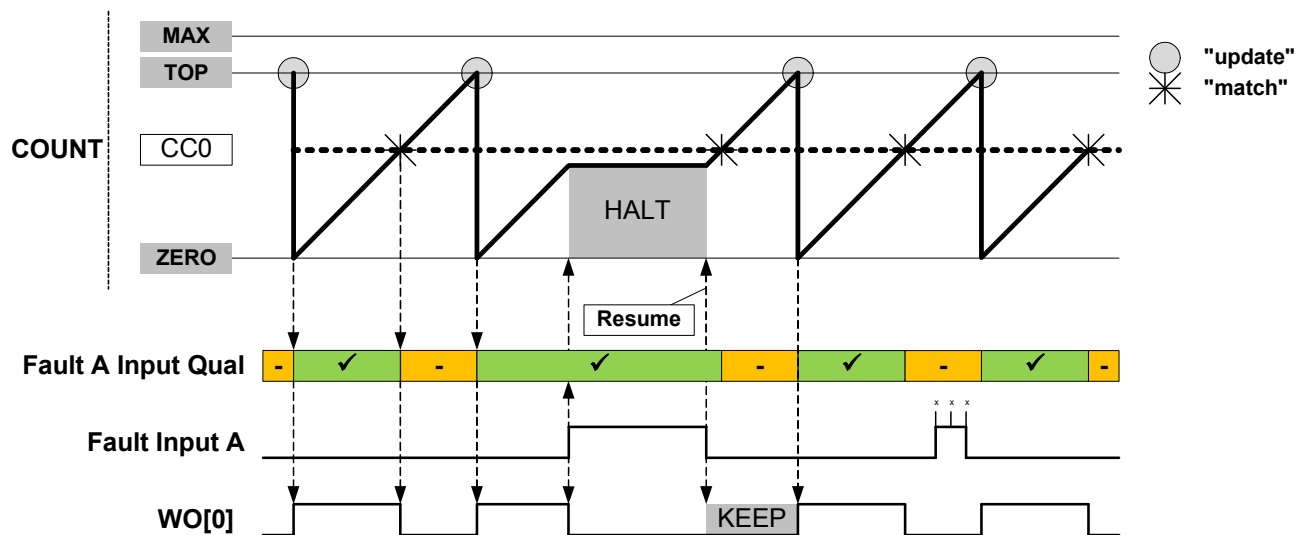 MAX
TOP
"update"
"match"
COUNT
CC0
HALT
ZERO
Resume
Fault A Input Qual
- ✓ - ✓ - ✓ - ✓ -
x x x
Fault Input A
WO[0]
KEEP